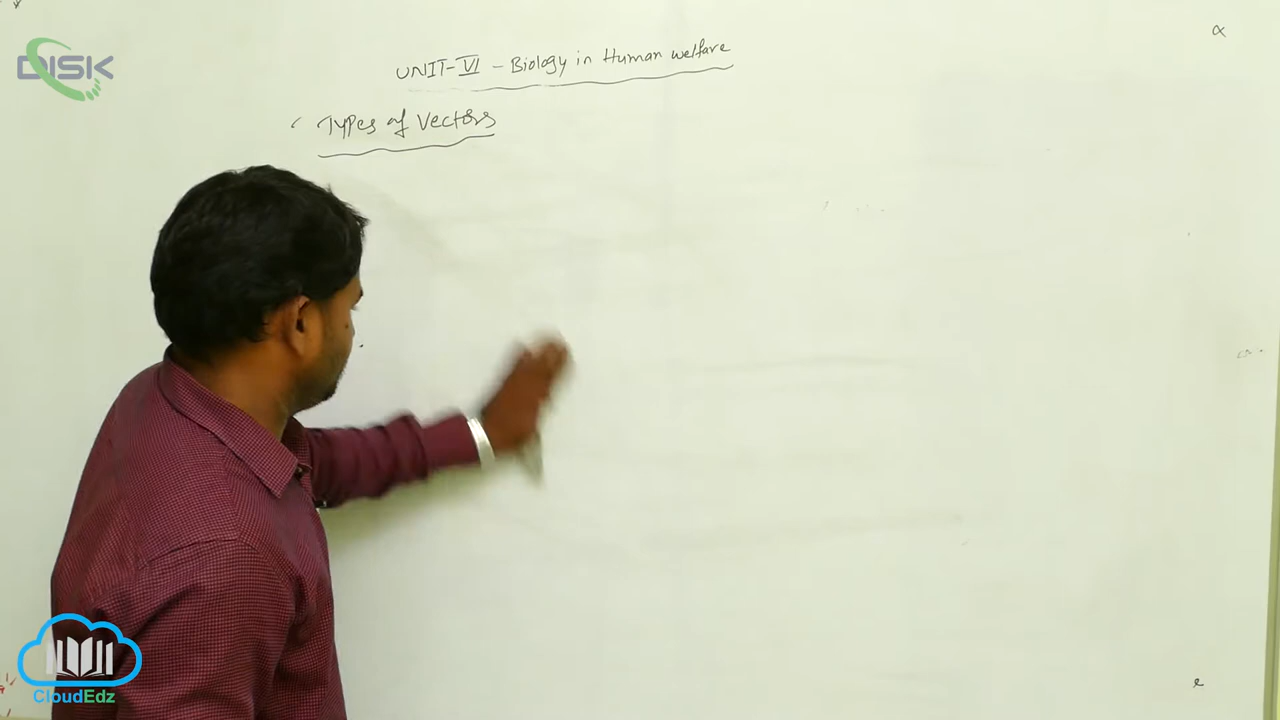 DISK
UNIT-VI - Biology in Human welfare
Types of Vectors
CloudEdz